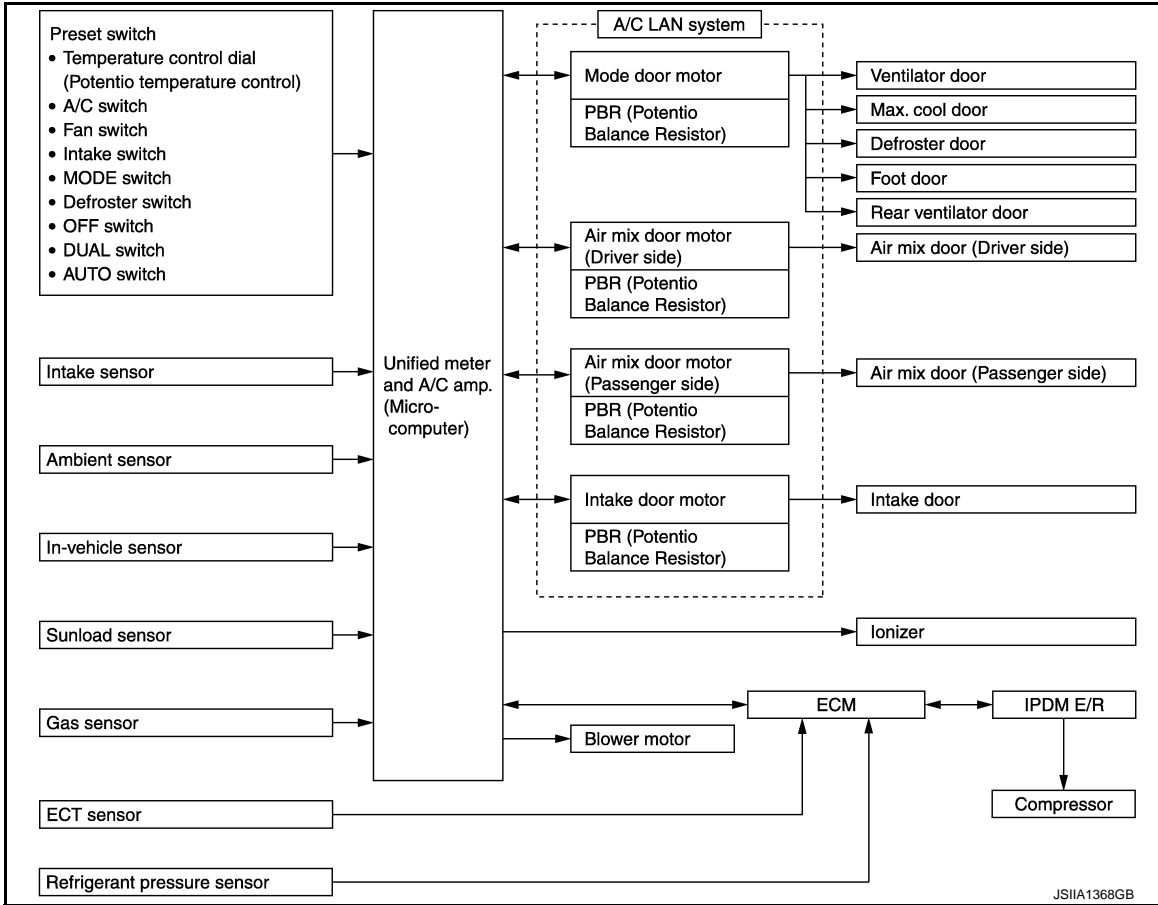 Preset switch
• Temperature control dial
(Potentio temperature control)
• A/C switch
• Fan switch
• Intake switch
• MODE switch
• Defroster switch
• OFF switch
• DUAL switch
• AUTO switch
Intake sensor
Ambient sensor
In-vehicle sensor
Sunload sensor
Gas sensor
ECT sensor
Refrigerant pressure sensor
Unified meter
and A/C amp.
(Micro-
computer)
A/C LAN system
Mode door motor
PBR (Potentio
Balance Resistor)
Air mix door motor
(Driver side)
PBR (Potentio
Balance Resistor)
Air mix door motor
(Passenger side)
PBR (Potentio
Balance Resistor)
Intake door motor
PBR (Potentio
Balance Resistor)
Blower motor
Ventilator door
Max. cool door
Defroster door
Foot door
Rear ventilator door
Air mix door (Driver side)
Air mix door (Passenger side)
Intake door
Ionizer
ECM
IPDM E/R
Compressor
JSIIA1368GB